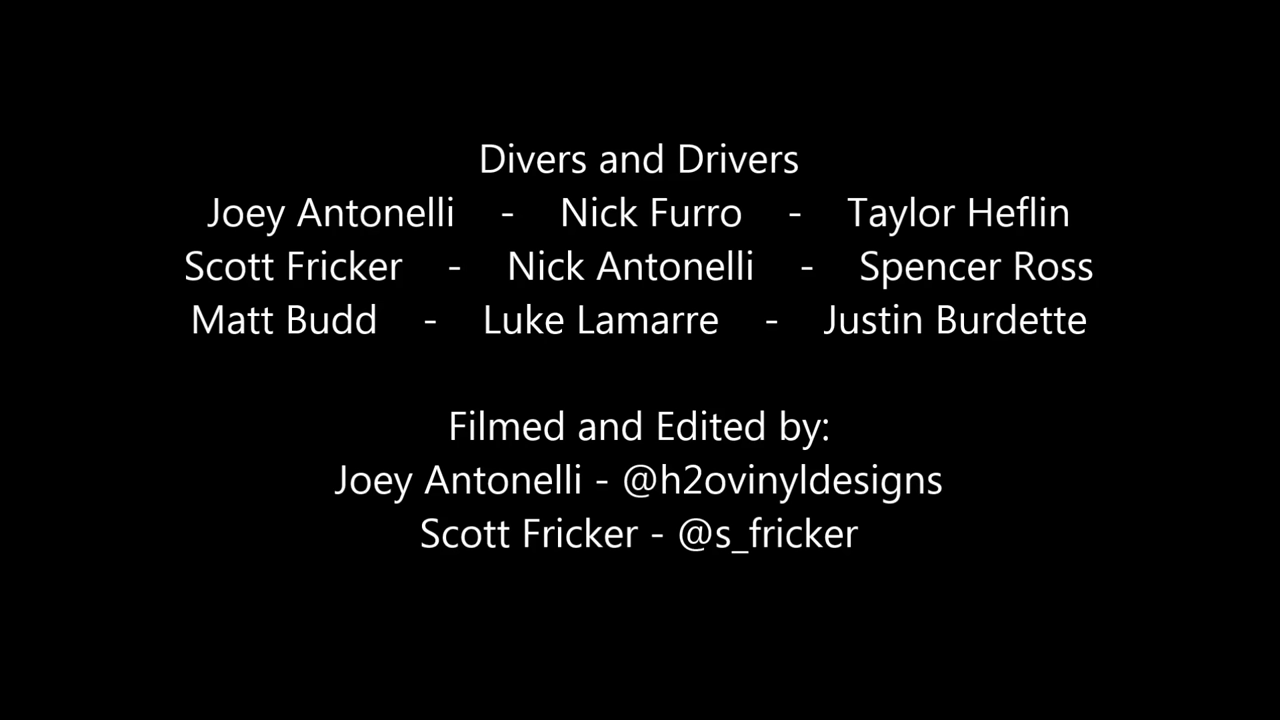 Divers and Drivers
Joey Antonelli - Nick Furro - Taylor Heflin
Scott Fricker - Nick Antonelli - Spencer Ross
Matt Budd - Luke Lamarre - Justin Burdette
Filmed and Edited by:
Joey Antonelli - @h2ovinyldesigns
Scott Fricker - @s_fricker